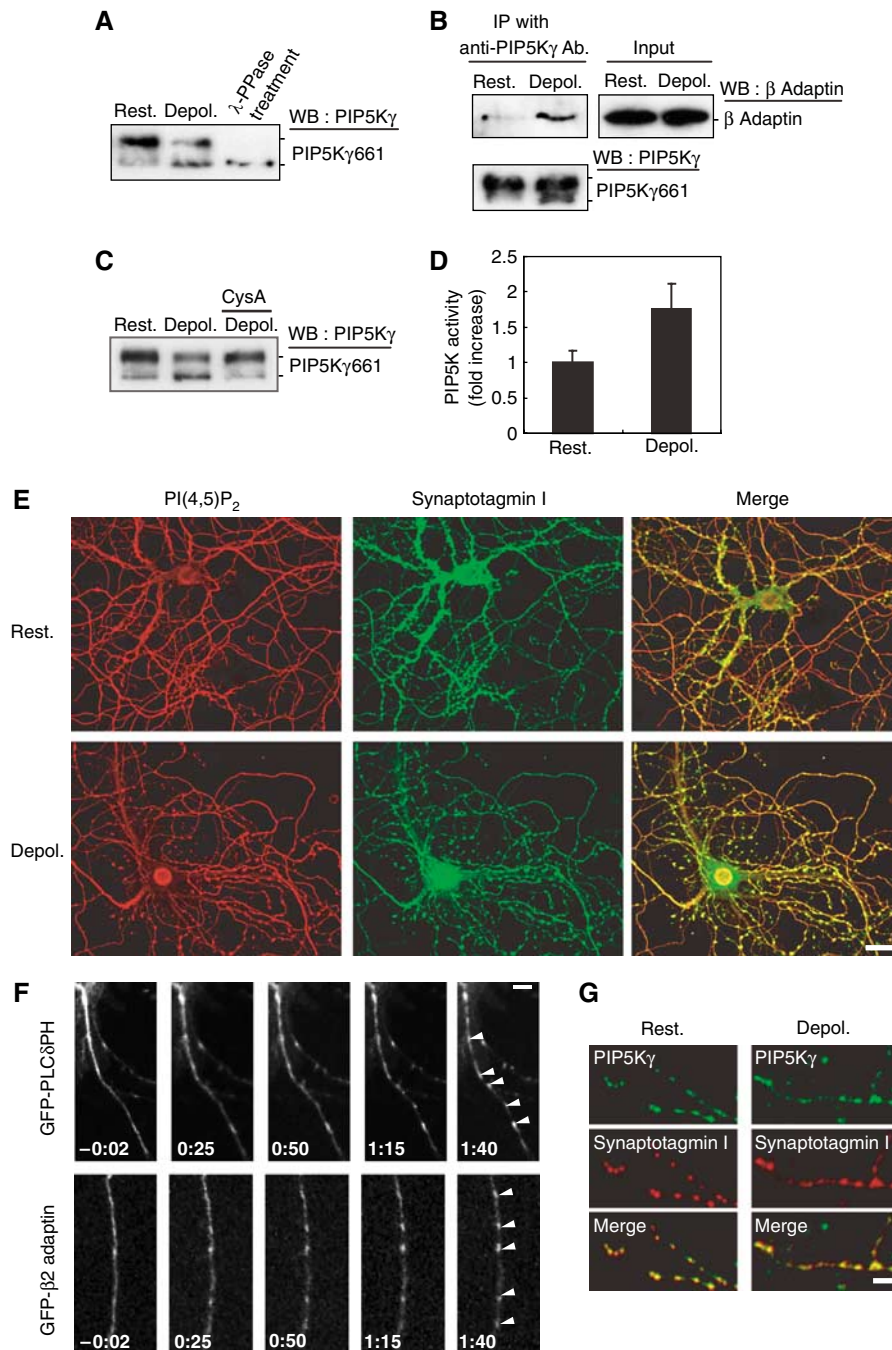 A
Rest. Depol. λ-PPase treatment
WB : PIP5Kγ
PIP5Kγ661
B
IP with
anti-PIP5Kγ Ab.
Input
Rest. Depol. Rest. Depol.
WB : β Adaptin
β Adaptin
WB : PIP5Kγ
PIP5Kγ661
C
CysA
Rest. Depol. Depol.
WB : PIP5Kγ
PIP5Kγ661
D
PIP5K activity
(fold increase)
2.5
2
1.5
1
0.5
0
Rest. Depol.
E
PI(4,5)P2 Synaptotagmin I Merge
Rest.
Depol.
F
GFP-PLCδPH
–0:02 0:25 0:50 1:15 1:40
GFP-β2 adaptin
–0:02 0:25 0:50 1:15 1:40
G
Rest. Depol.
PIP5Kγ PIP5Kγ
Synaptotagmin I Synaptotagmin I
Merge Merge